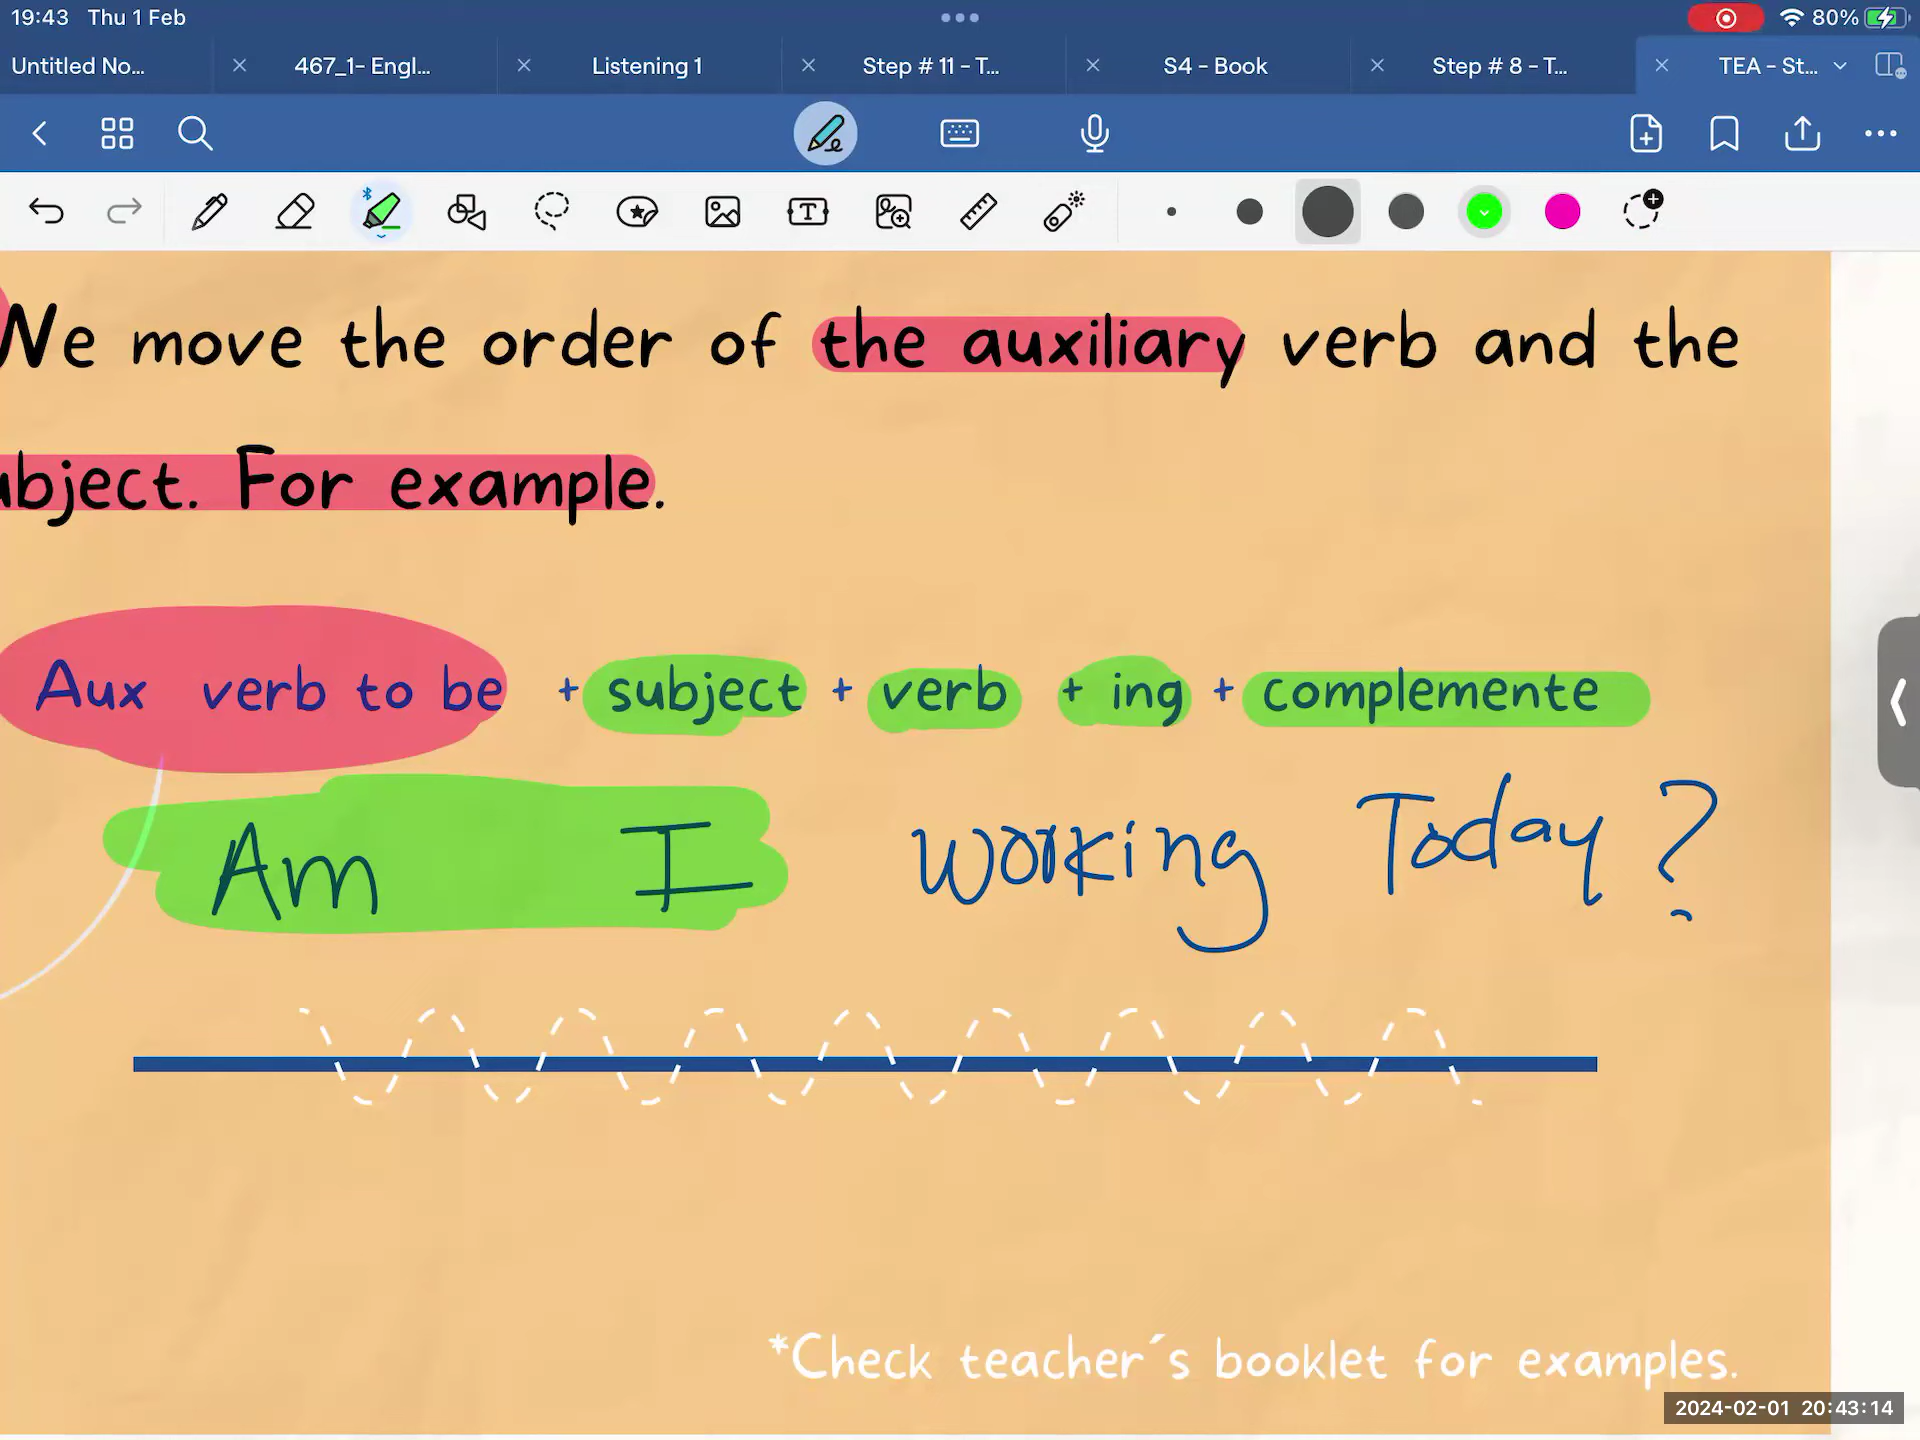 19:43 Thu 1 Feb
80%
Untitled No... 467_1- Engl... Listening 1 Step # 11 - T... S4 - Book Step # 8 - T... TEA - St...
We move the order of the auxiliary verb and the
ubject. For example.
Aux verb to be + subject + verb + ing + complemente
Am I working Today ?
*Check teacher´s booklet for examples.
2024-02-01 20:43:14